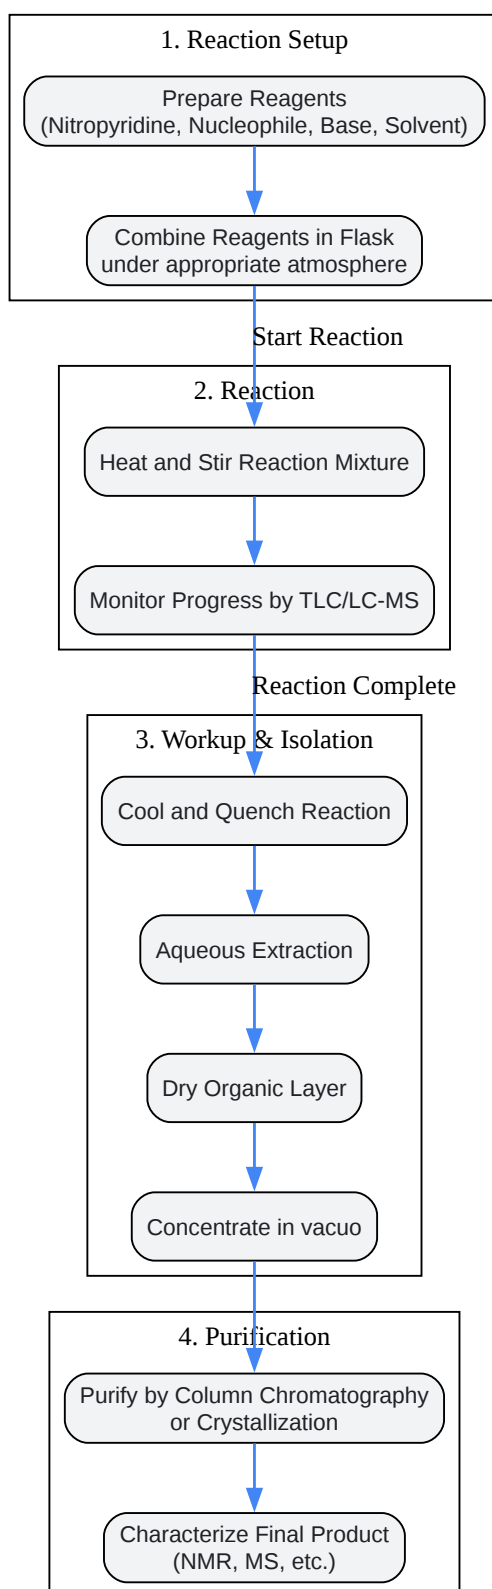 1. Reaction Setup
Prepare Reagents
(Nitropyridine, Nucleophile, Base, Solvent)
Combine Reagents in Flask
under appropriate atmosphere
Start Reaction
2. Reaction
Heat and Stir Reaction Mixture
Monitor Progress by TLC/LC-MS
Reaction Complete
3. Workup & Isolation
Cool and Quench Reaction
Aqueous Extraction
Dry Organic Layer
Concentrate in vacuo
4. Purification
Purify by Column Chromatography
or Crystallization
Characterize Final Product
(NMR, MS, etc.)